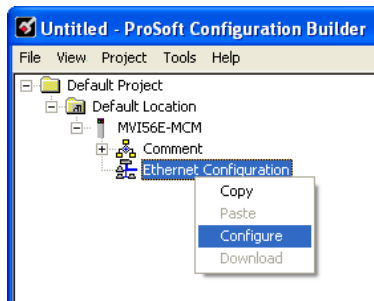 Untitled - ProSoft Configuration Builder
File View Project Tools Help
Default Project
Default Location
MVI56E-MCM
Comment
Ethernet Configuration
Copy
Paste
Configure
Download